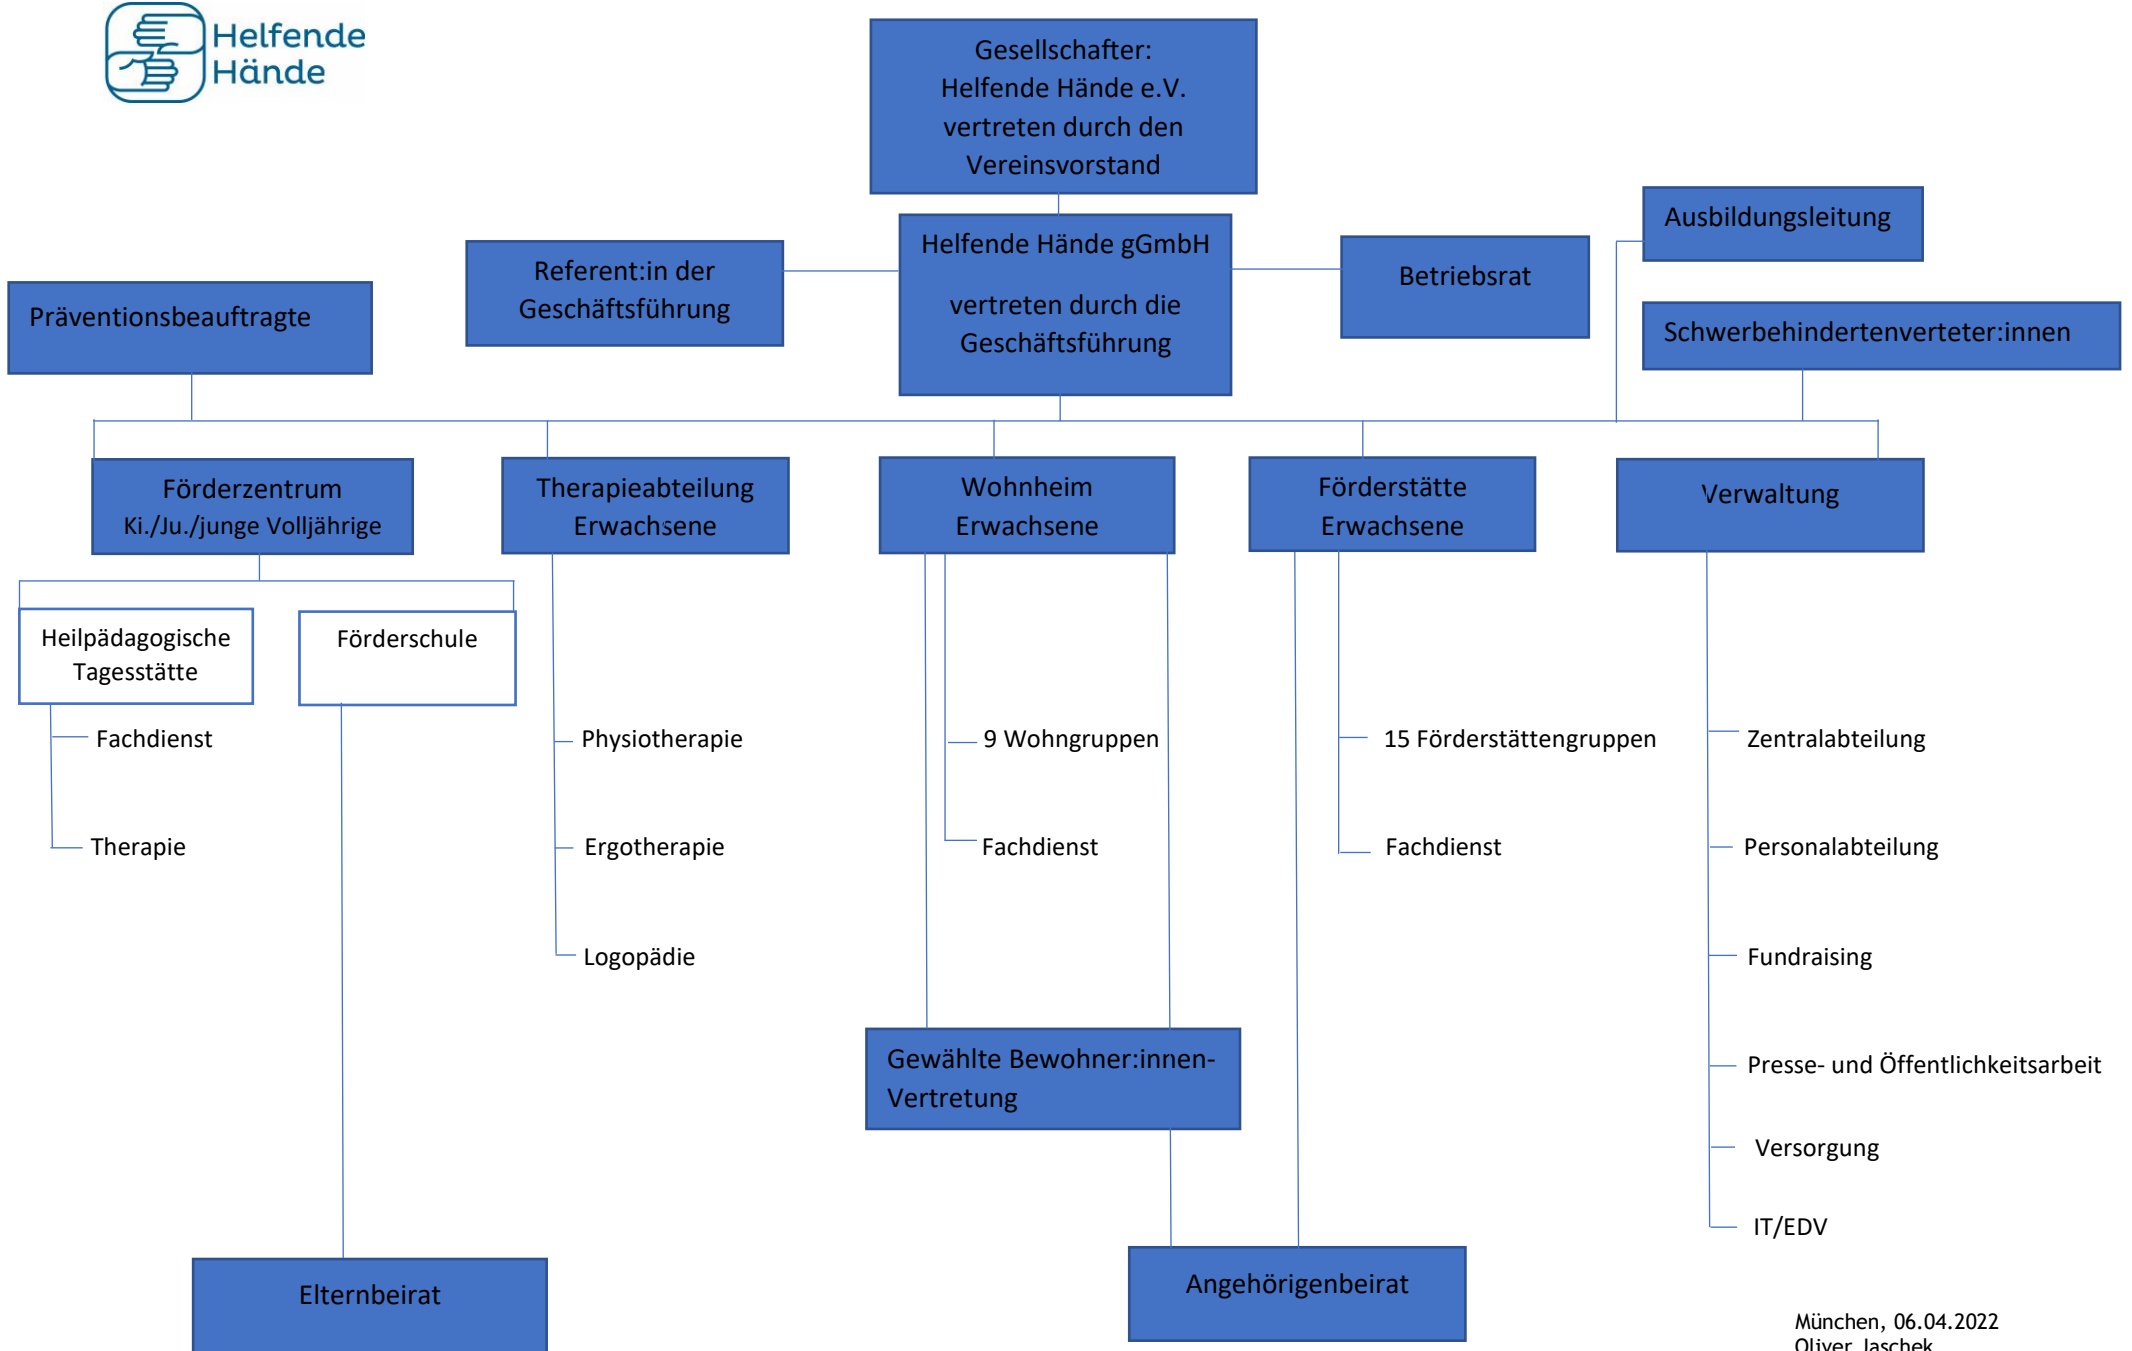 Helfende
Hände
Gesellschafter:
Helfende Hände e.V.
vertreten durch den
Vereinsvorstand
Helfende Hände gGmbH
vertreten durch die
Geschäftsführung
Referent:in der
Geschäftsführung
Betriebsrat
Ausbildungsleitung
Präventionsbeauftragte
Schwerbehindertenverteter:innen
Förderzentrum
Ki./Ju./junge Volljährige
Therapieabteilung
Erwachsene
Wohnheim
Erwachsene
Förderstätte
Erwachsene
Verwaltung
Heilpädagogische
Tagesstätte
Förderschule
Fachdienst
Therapie
Physiotherapie
Ergotherapie
Logopädie
9 Wohngruppen
Fachdienst
15 Förderstättengruppen
Fachdienst
Zentralabteilung
Personalabteilung
Fundraising
Presse- und Öffentlichkeitsarbeit
Versorgung
IT/EDV
Gewählte Bewohner:innen-
Vertretung
Elternbeirat
Angehörigenbeirat
München, 06.04.2022
Oliver Jaschek